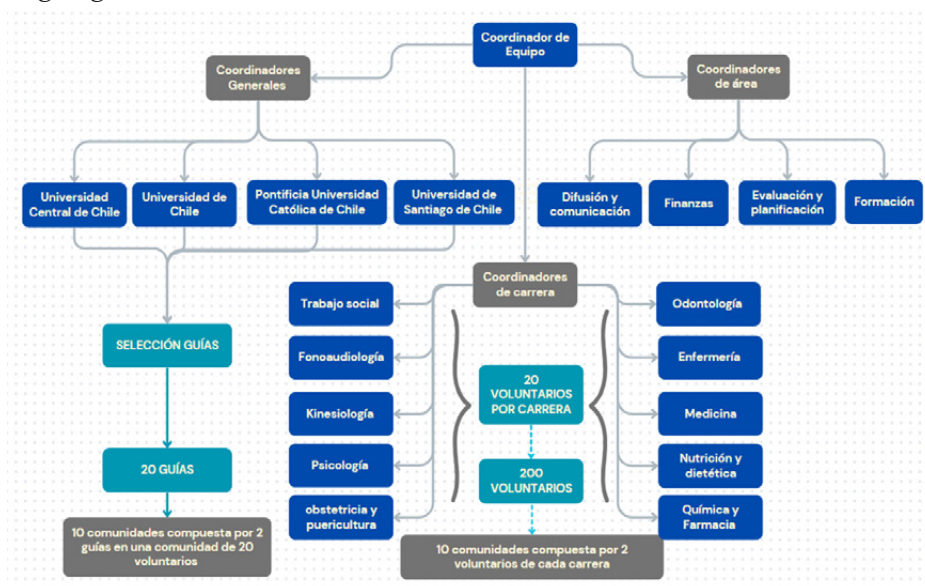 Coordinador de
Equipo
Coordinadores
Generales
Coordinadores
de área
Universidad
Central de Chile
Universidad de
Chile
Pontificia Universidad
Católica de Chile
Universidad de
Santiago de Chile
Difusión y
comunicación
Finanzas
Evaluación y
planificación
Formación
Coordinadores
de carrera
SELECCIÓN GUÍAS
20 GUÍAS
10 comunidades compuesta por 2
guías en una comunidad de 20
voluntarios
Trabajo social
Fonoaudiología
Kinesiología
Psicología
obstetricia y
puericultura
20
VOLUNTARIOS
POR CARRERA
200
VOLUNTARIOS
10 comunidades compuesta por 2
voluntarios de cada carrera
Odontología
Enfermería
Medicina
Nutrición y
dietética
Química y
Farmacia